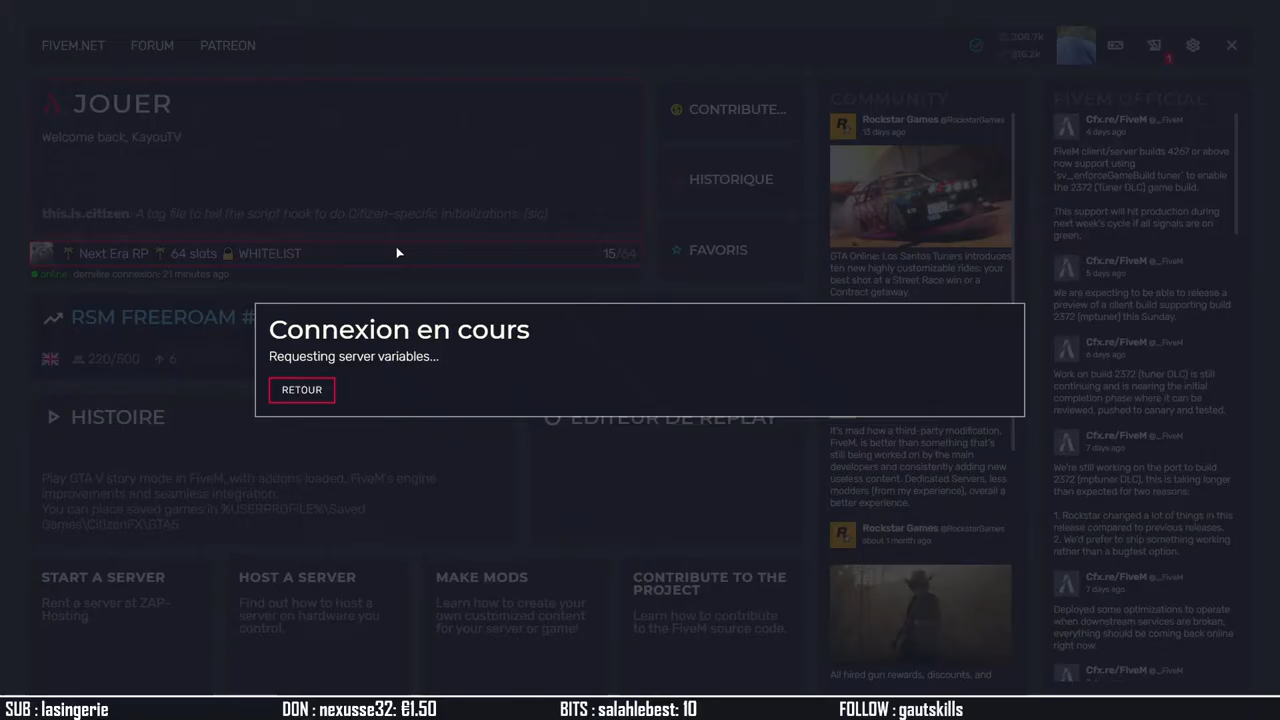 FIVEM.NET FORUM PATREON
208.7k
816.2k
1
JOUER
Welcome back, KayouTV
this.is.citizen: A tag file to tell the script hook to do Citizen-specific initializations. (sic)
Next Era RP 64 slots WHITELIST 15/64
online dernière connexion: 21 minutes ago
CONTRIBUTE...
HISTORIQUE
FAVORIS
RSM FREEROAM #
220/500 6
Connexion en cours
Requesting server variables...
RETOUR
HISTOIRE
Play GTA V story mode in FiveM, with addons loaded, FiveM's engine
improvements and seamless integration.
You can place saved games in %USERPROFILE%\Saved
Games\CitizenFX\GTA5
EDITEUR DE REPLAY
START A SERVER
Rent a server at ZAP-
Hosting.
HOST A SERVER
Find out how to host a
server on hardware you
control.
MAKE MODS
Learn how to create your
own customized content
for your server or game!
CONTRIBUTE TO THE
PROJECT
Learn how to contribute
to the FiveM source code.
COMMUNITY
Rockstar Games @RockstarGames
13 days ago
GTA Online: Los Santos Tuners introduces
ten new highly customizable rides: your
best shot at a Street Race win or a
Contract getaway.
It's mad how a third-party modification,
FiveM, is better than something that's
still being worked on by the main
developers and consistently adding new
useless content. Dedicated Servers, less
modders (from my experience), overall a
better experience.
Rockstar Games @RockstarGames
about 1 month ago
All hired gun rewards, discounts, and
FIVEM OFFICIAL
Cfx.re/FiveM @_FiveM
4 days ago
FiveM client/server builds 4267 or above
now support using
`sv_enforceGameBuild tuner` to enable
the 2372 (Tuner DLC) game build.
This support will hit production during
next week's cycle if all signals are on
green.
Cfx.re/FiveM @_FiveM
5 days ago
We are expecting to be able to release a
preview of a client build supporting build
2372 (mptuner) this Sunday.
Cfx.re/FiveM @_FiveM
6 days ago
Work on build 2372 (tuner DLC) is still
continuing and is nearing the initial
completion phase where it can be
reviewed, pushed to canary and tested.
Cfx.re/FiveM @_FiveM
7 days ago
We're still working on the port to build
2372 (mptuner DLC), this is taking longer
than expected for two reasons:
1. Rockstar changed a lot of things in this
release compared to previous releases.
2. We'd prefer to ship something working
rather than a bugfest option.
Cfx.re/FiveM @_FiveM
7 days ago
Deployed some optimizations to operate
when downstream services are brokan,
everything should be coming back online
right now.
Cfx.re/FiveM @_FiveM
SUB : lasingerie DON : nexusse32: €1.50 BITS : salahlebest: 10 FOLLOW : gautskills